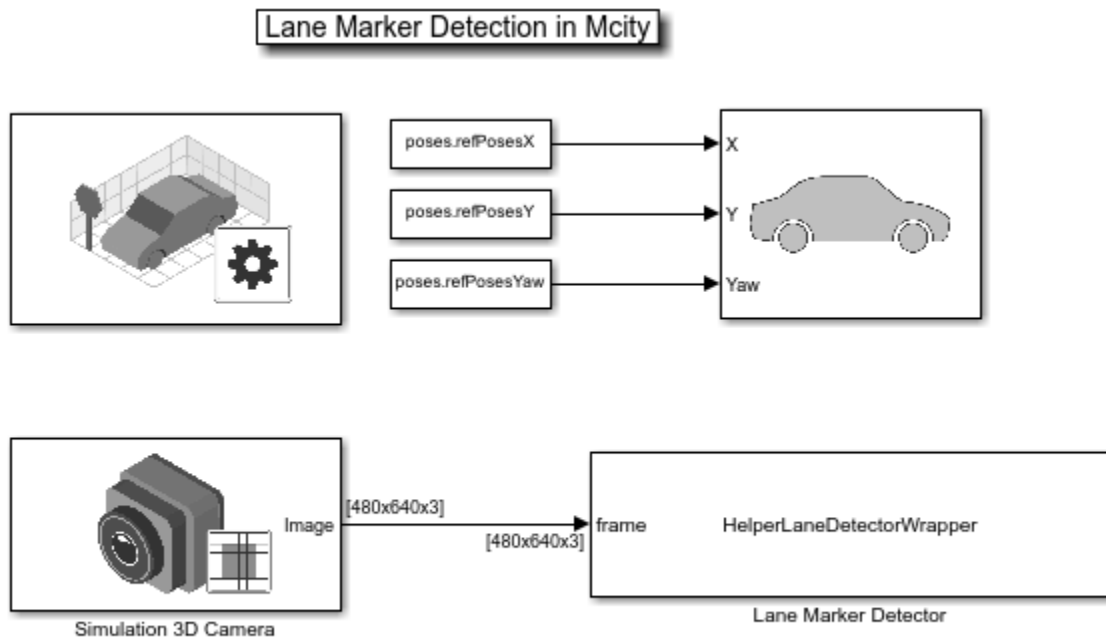 Lane Marker Detection in Mcity
poses.refPosesX
X
poses.refPosesY
Y
poses.refPosesYaw
Yaw
Image
[480x640x3]
[480x640x3]
frame
HelperLaneDetectorWrapper
Simulation 3D Camera
Lane Marker Detector